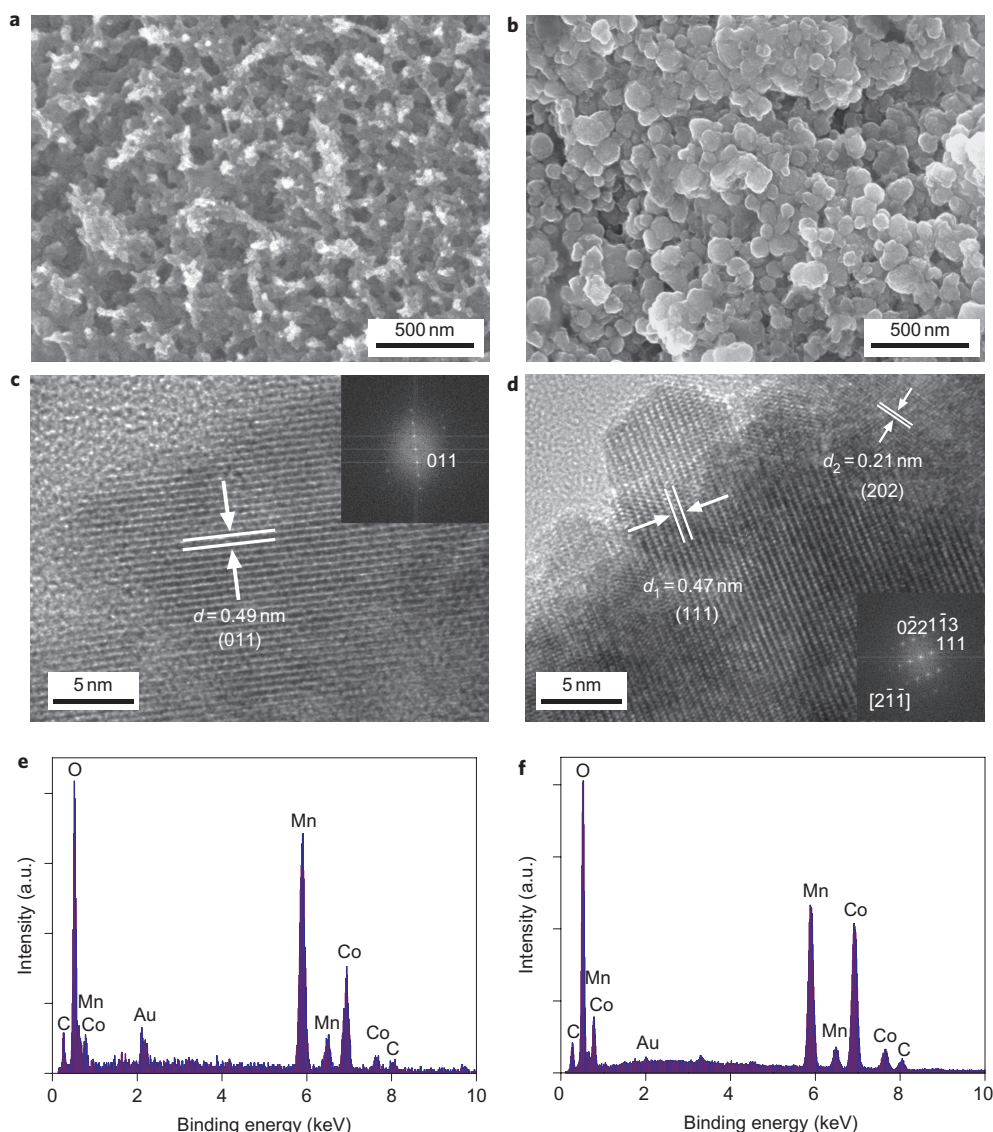 a
b
500 nm
500 nm
c
d
011
d = 0.49 nm
(011)
5 nm
d₂ = 0.21 nm
(202)
d₁ = 0.47 nm
(111)
02̄2 11̄3
111
[21̄1̄]
5 nm
e
O
Mn
Co
Mn
Co
C
Au
Mn
Co
C
Intensity (a.u.)
0 2 4 6 8 10
Binding energy (keV)
f
O
Mn
Co
Mn
Co
C
Au
Mn
Co
C
Intensity (a.u.)
0 2 4 6 8 10
Binding energy (keV)